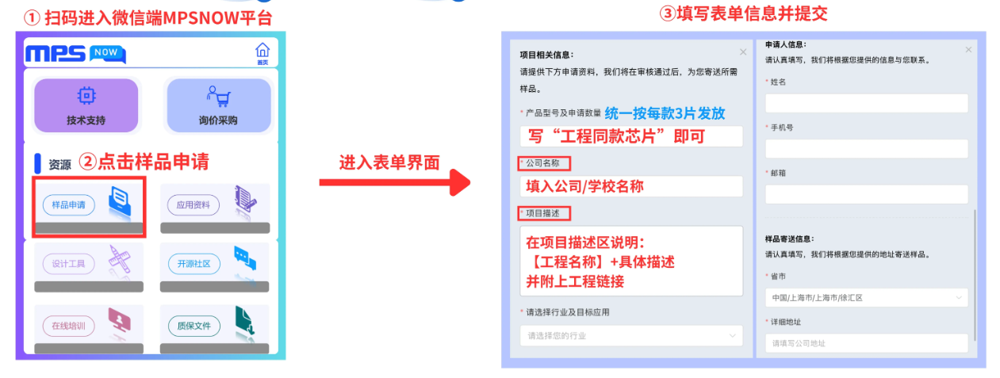 ① 扫码进入微信端MPSNOW平台
MPS NOW
首页
技术支持
询价采购
资源
②点击样品申请
样品申请
应用资料
设计工具
开源社区
在线培训
质保文件
进入表单界面
③填写表单信息并提交
项目相关信息：
请提供下方申请资料，我们将在审核通过后，为您寄送所需
样品。
* 产品型号及申请数量 统一按每款3片发放
写“工程同款芯片”即可
* 公司名称
填入公司/学校名称
* 项目描述
在项目描述区说明：
【工程名称】+具体描述
并附上工程链接
* 请选择行业及目标应用
请选择您的行业
申请人信息：
请认真填写，我们将根据您提供的信息与您联系。
* 姓名
* 手机号
* 邮箱
样品寄送信息：
请认真填写，我们将根据您提供的地址寄送样品。
* 省市
中国/上海市/上海市/徐汇区
* 详细地址
请填写公司地址